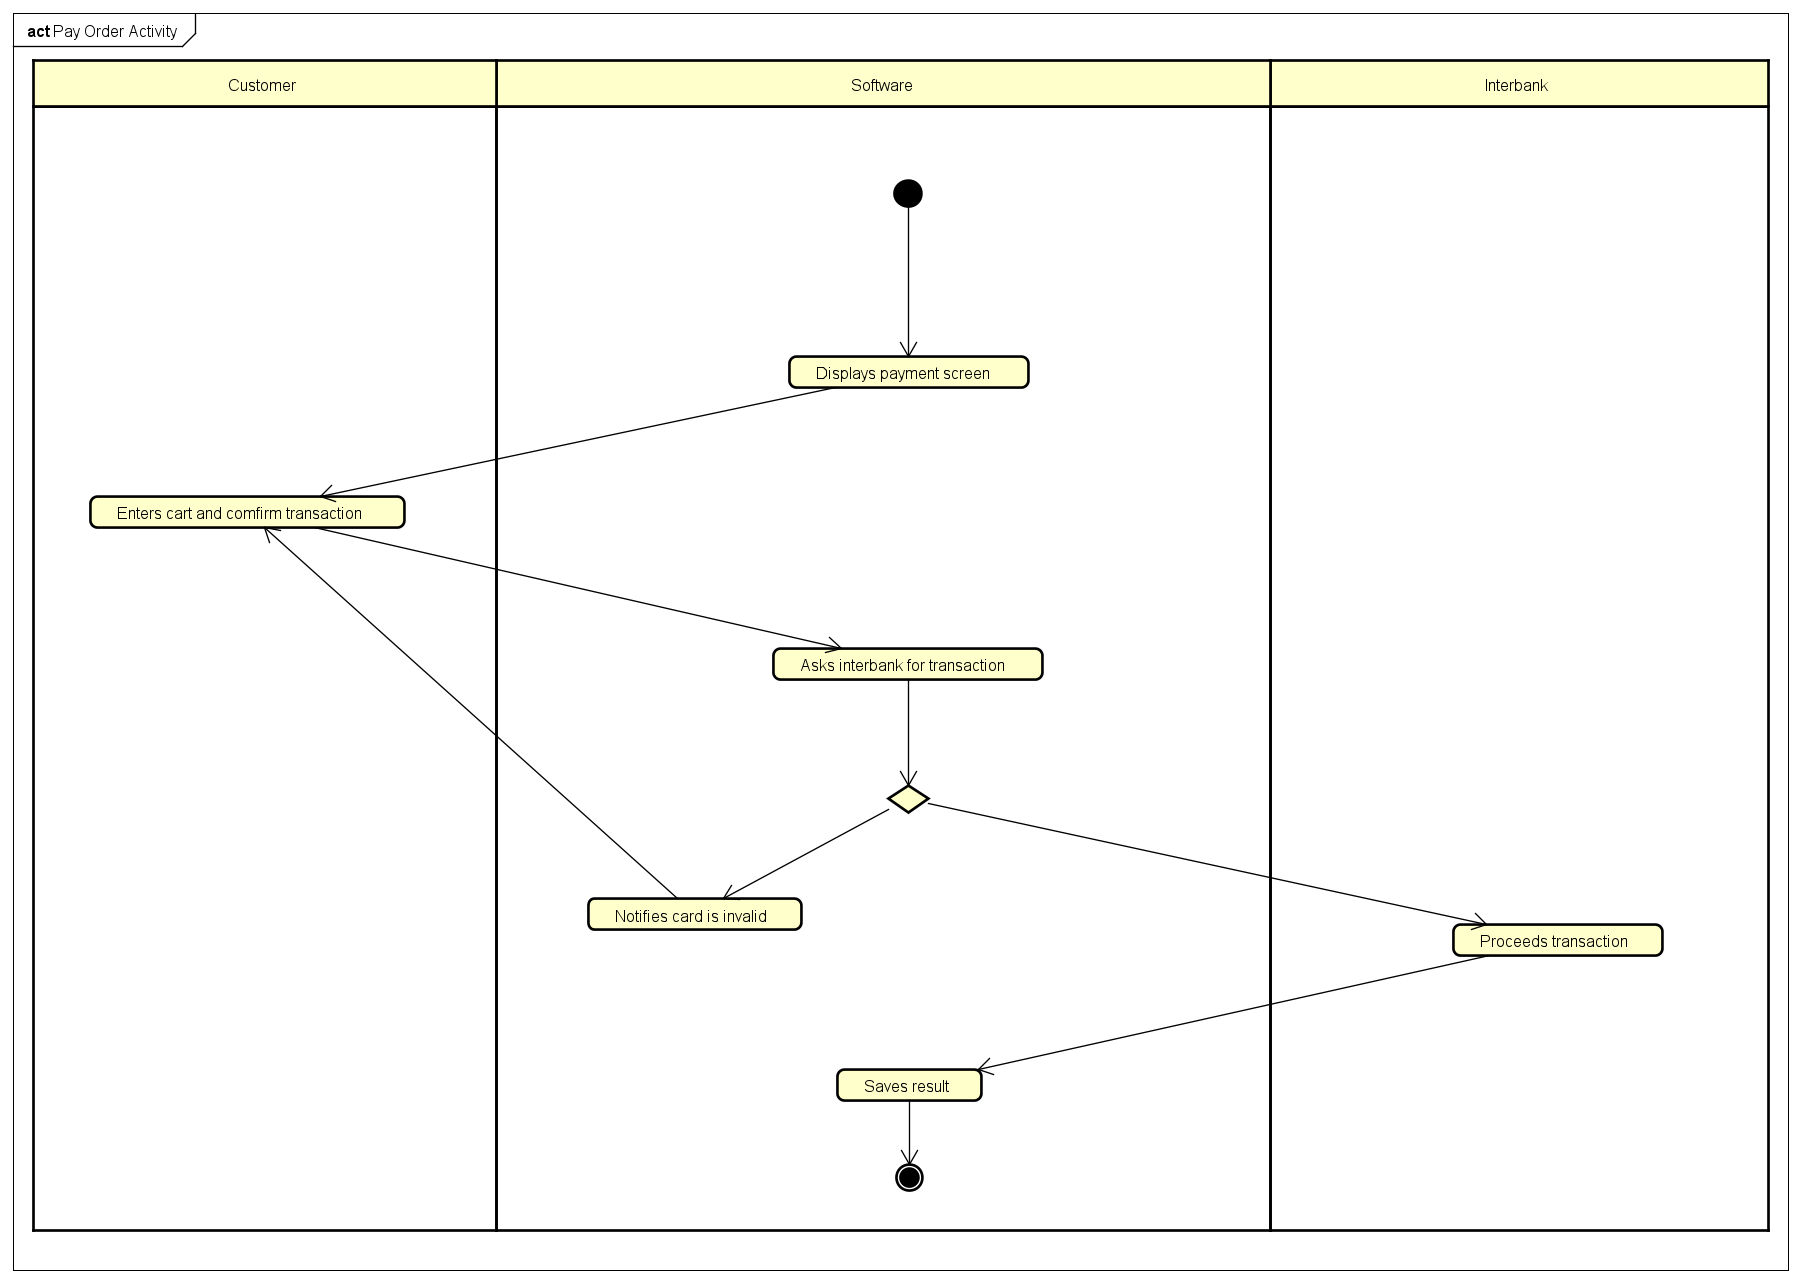 act Pay Order Activity
Customer
Software
Interbank
Displays payment screen
Enters cart and comfirm transaction
Asks interbank for transaction
Notifies card is invalid
Proceeds transaction
Saves result